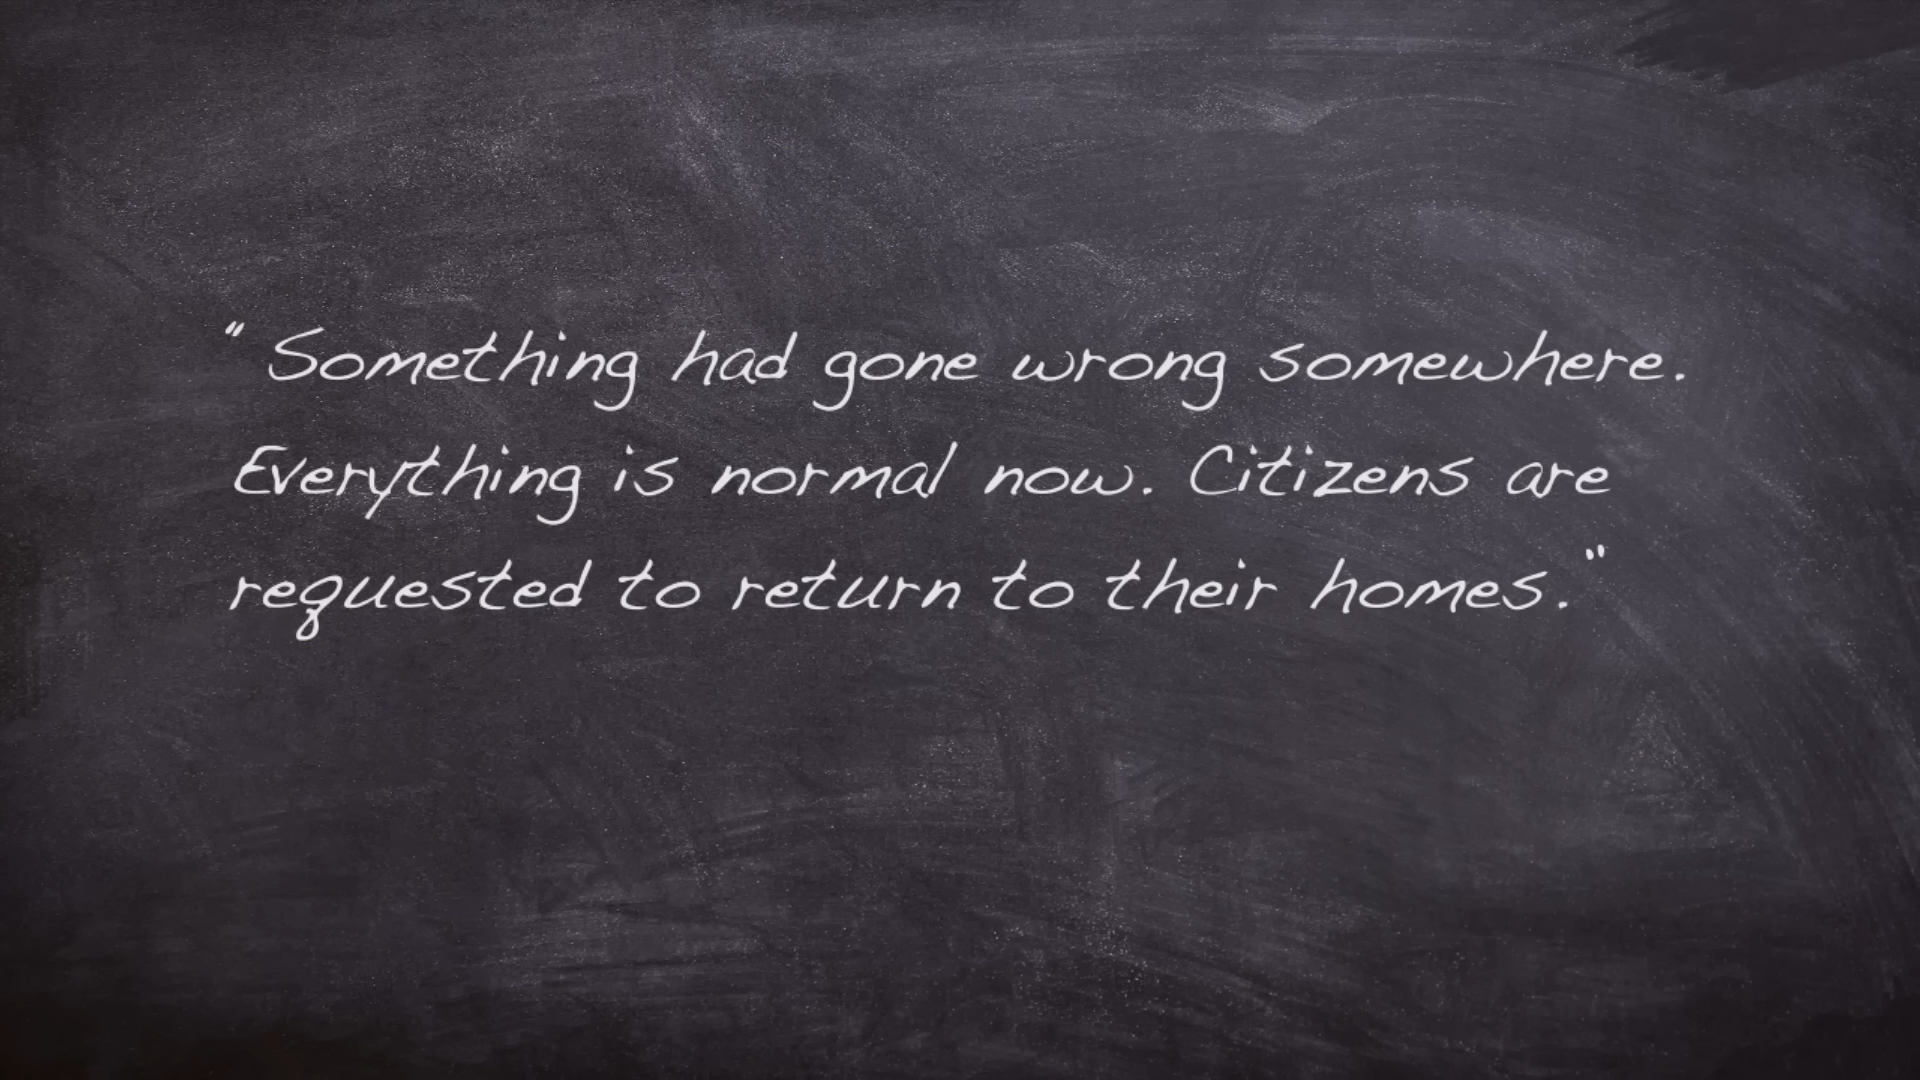 "Something had gone wrong somewhere.
Everything is normal now. Citizens are
requested to return to their homes."